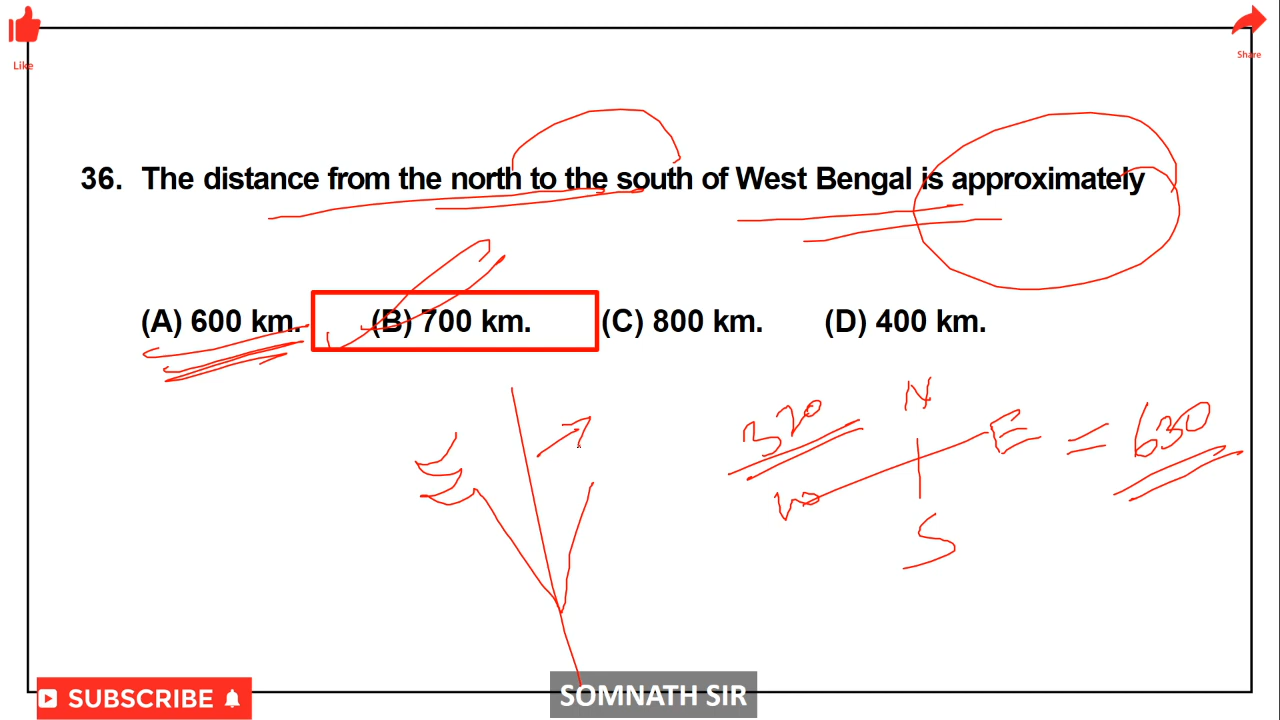 Like
Share
36. The distance from the north to the south of West Bengal is approximately
(A) 600 km. (B) 700 km. (C) 800 km. (D) 400 km.
N
320 E = 630
W
S
SUBSCRIBE
SOMNATH SIR